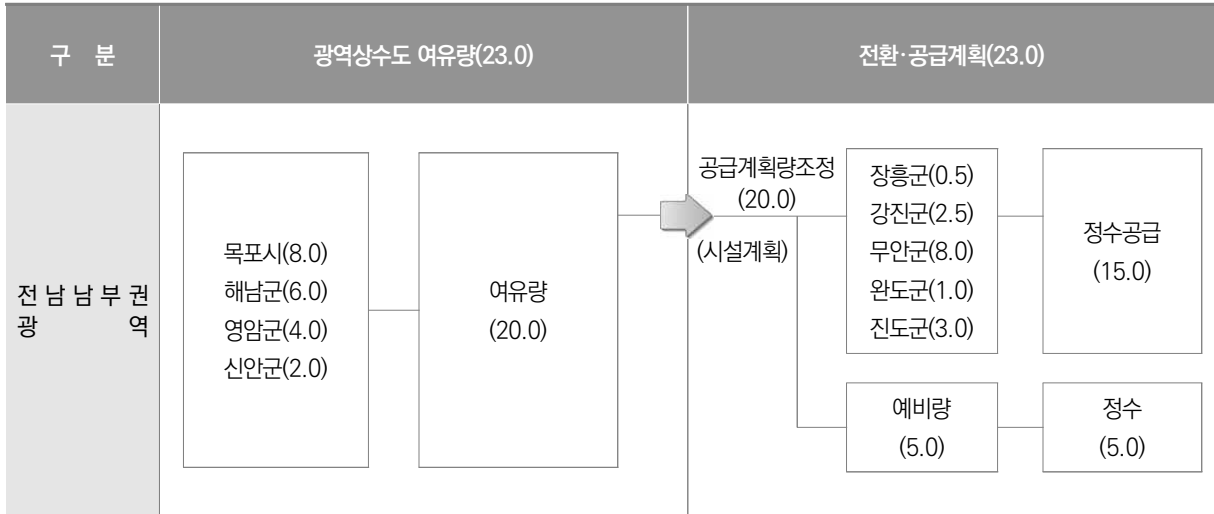 구 분
광역상수도 여유량(23.0)
전환·공급계획(23.0)
전남남부권
광 역
목포시(8.0)
해남군(6.0)
영암군(4.0)
신안군(2.0)
여유량
(20.0)
공급계획량조정
(20.0)
(시설계획)
장흥군(0.5)
강진군(2.5)
무안군(8.0)
완도군(1.0)
진도군(3.0)
정수공급
(15.0)
예비량
(5.0)
정수
(5.0)